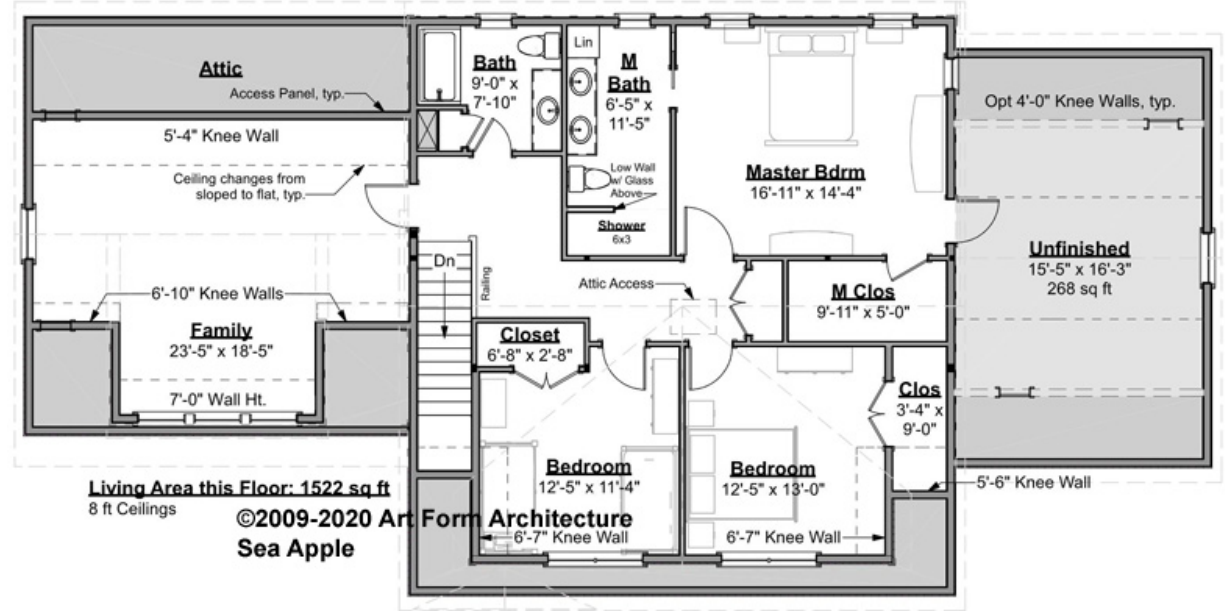 Attic
Access Panel, typ.
5'-4" Knee Wall
Ceiling changes from
sloped to flat, typ.
6'-10" Knee Walls
Family
23'-5" x 18'-5"
7'-0" Wall Ht.
Bath
9'-0" x
7'-10"
Lin
M
Bath
6'-5" x
11'-5"
Low Wall
w/ Glass
Above
Shower
6x3
Master Bdrm
16'-11" x 14'-4"
Opt 4'-0" Knee Walls, typ.
Unfinished
15'-5" x 16'-3"
268 sq ft
Dn
Railing
Attic Access
M Clos
9'-11" x 5'-0"
Closet
6'-8" x 2'-8"
Clos
3'-4" x
9'-0"
Bedroom
12'-5" x 11'-4"
6'-7" Knee Wall
Bedroom
12'-5" x 13'-0"
6'-7" Knee Wall
5'-6" Knee Wall
Living Area this Floor: 1522 sq ft
8 ft Ceilings
©2009-2020 Art Form Architecture
Sea Apple